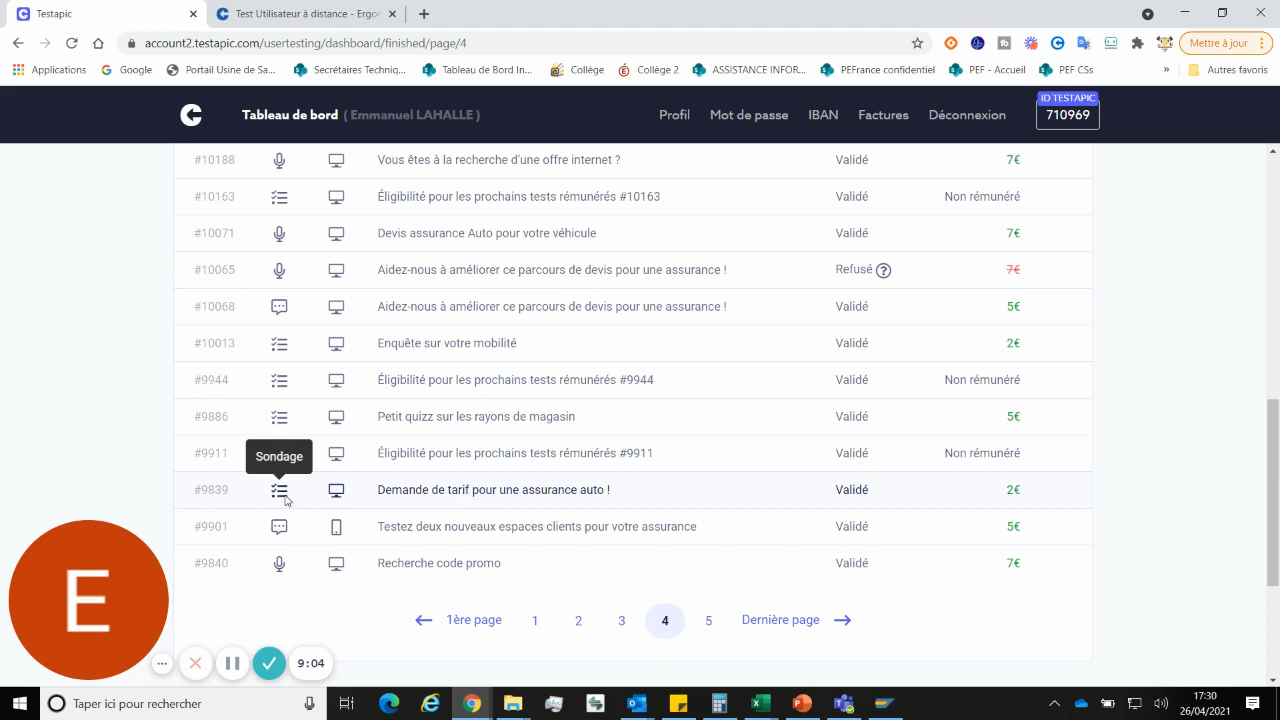 Testapic
Test Utilisateur à distance - Ergo
account2.testapic.com/usertesting/dashboard/finished/page/4
Mettre à jour
Applications
Google
Portail Usine de Sa...
Secrétaires Techniq...
Tableau de Bord In...
Collège
Collège 2
ASSISTANCE INFOR...
PEFrance confidentiel
PEF - Accueil
PEF CSs
»
Autres favoris
Tableau de bord ( Emmanuel LAHALLE )
Profil
Mot de passe
IBAN
Factures
Déconnexion
ID TESTAPIC
710969
#10188 Vous êtes à la recherche d'une offre internet ? Validé 7€
#10163 Éligibilité pour les prochains tests rémunérés #10163 Validé Non rémunéré
#10071 Devis assurance Auto pour votre véhicule Validé 7€
#10065 Aidez-nous à améliorer ce parcours de devis pour une assurance ! Refusé ? 7€
#10068 Aidez-nous à améliorer ce parcours de devis pour une assurance ! Validé 5€
#10013 Enquête sur votre mobilité Validé 2€
#9944 Éligibilité pour les prochains tests rémunérés #9944 Validé Non rémunéré
#9886 Petit quizz sur les rayons de magasin Validé 5€
#9911 Éligibilité pour les prochains tests rémunérés #9911 Validé Non rémunéré
Sondage
#9839 Demande de tarif pour une assurance auto ! Validé 2€
#9901 Testez deux nouveaux espaces clients pour votre assurance Validé 5€
#9840 Recherche code promo Validé 7€
1ère page 1 2 3 4 5 Dernière page
E
9:04
Taper ici pour rechercher
17:30
26/04/2021